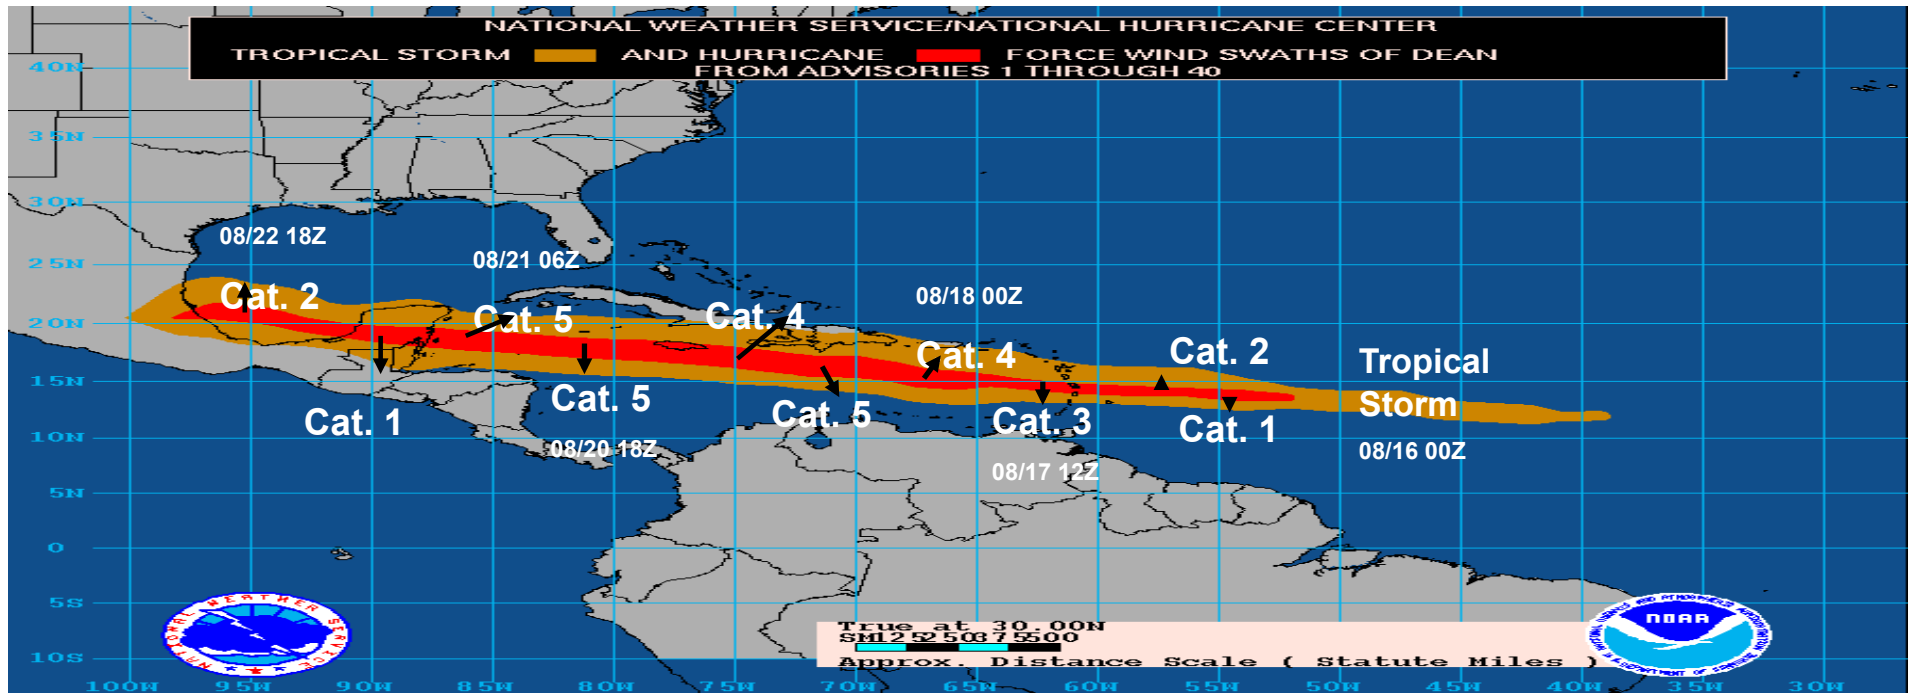 NATIONAL WEATHER SERVICE/NATIONAL HURRICANE CENTER
TROPICAL STORM AND HURRICANE FORCE WIND SWATHS OF DEAN
FROM ADVISORIES 1 THROUGH 40
40N
35N
30N
08/22 18Z
08/21 06Z
25N
08/18 00Z
Cat. 2
Cat. 5
Cat. 4
20N
Cat. 4
Cat. 2
Tropical
Storm
15N
Cat. 1
Cat. 5
Cat. 5
Cat. 3
Cat. 1
10N
08/20 18Z
08/17 12Z
08/16 00Z
5N
0
5S
10S
NATIONAL WEATHER SERVICE
NOAA
True at 30.00N
Approx. Distance Scale ( Statute Miles )
100W 95W 90W 85W 80W 75W 70W 65W 60W 55W 50W 45W 40W 35W 30W